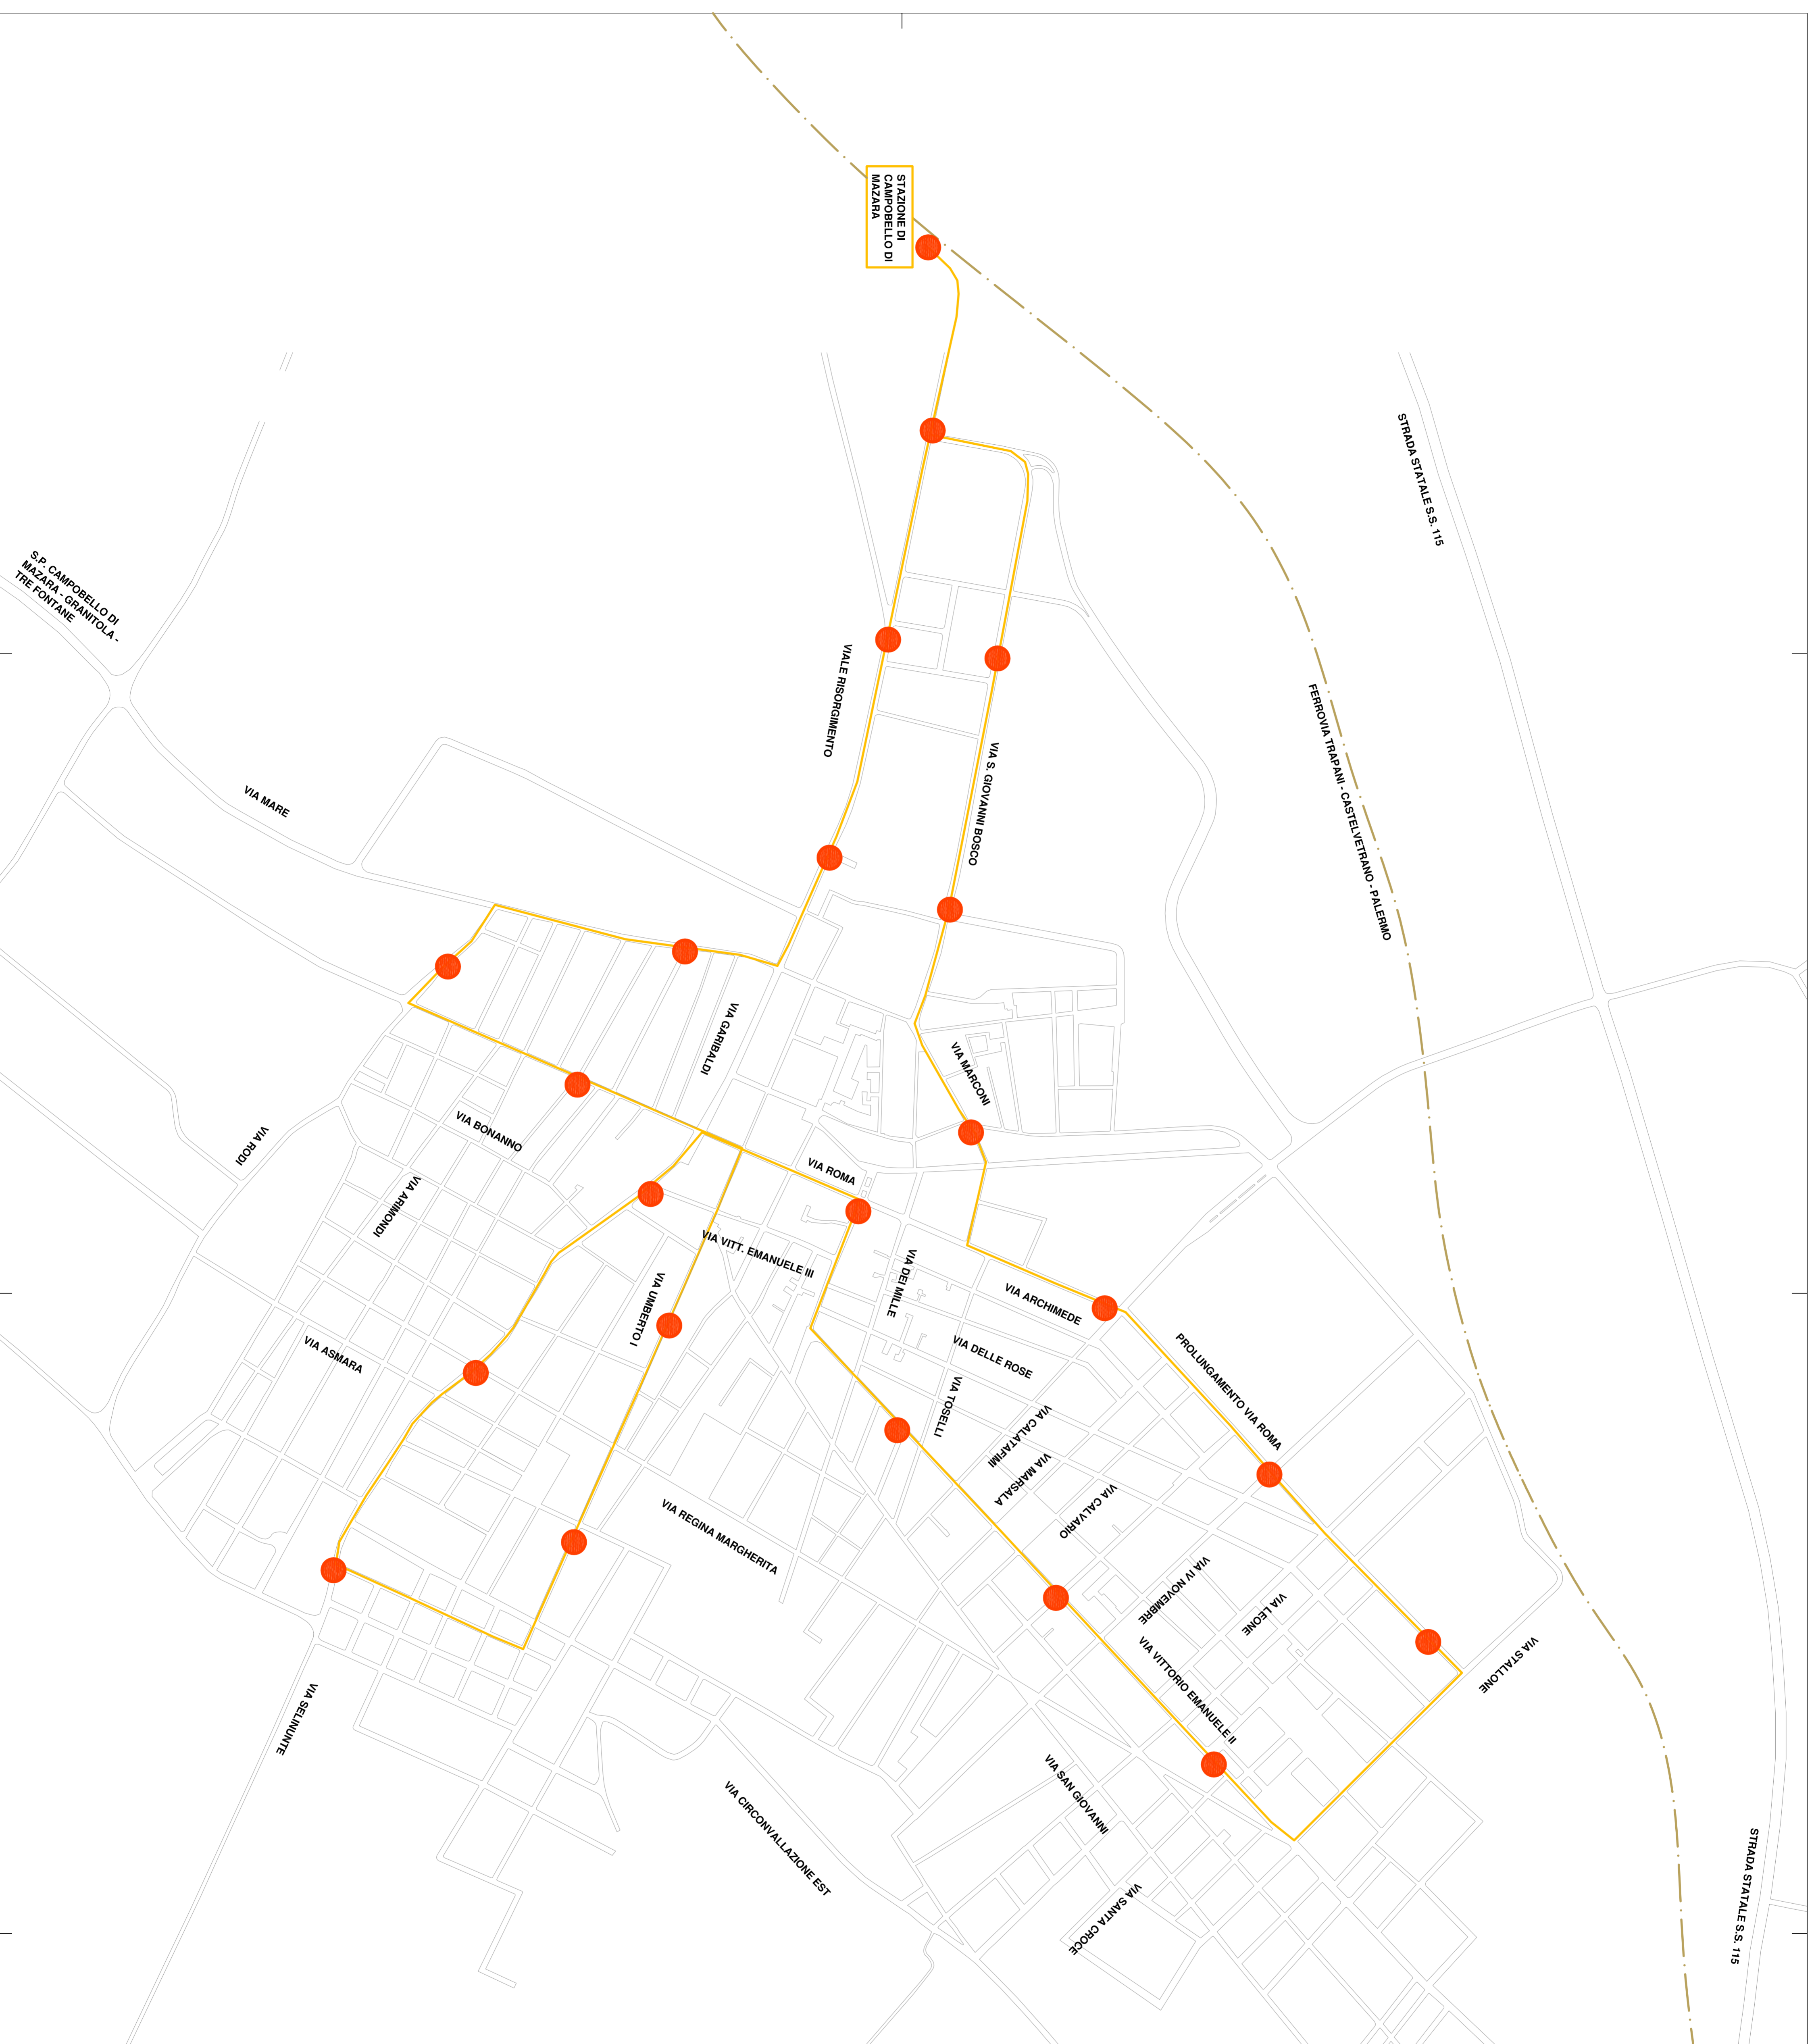 STAZIONE DI
CAMPOBELLO DI
MAZARA
STRADA STATALE S.S. 115
S.P. CAMPOBELLO DI
MAZARA - GRANITOLA -
TRE FONTANE
VIALE RISORGIMENTO
FERROVIA TRAPANI - CASTELVETRANO - PALERMO
VIA S. GIOVANNI BOSCO
VIA MARE
VIA GARIBALDI
VIA MARCONI
VIA BONANNO
VIA RODI
VIA ROMA
VIA ARIMONDI
VIA VITT. EMANUELE III
VIA DEI MILLE
VIA UMBERTO I
VIA ARCHIMEDE
VIA ASMARA
VIA DELLE ROSE
PROLUNGAMENTO VIA ROMA
VIA TOSELLI
VIA CALATAFIMI
VIA MARSALA
VIA CALVARIO
VIA REGINA MARGHERITA
VIA IV NOVEMBRE
VIA LEONE
VIA VITTORIO EMANUELE II
VIA STALLONE
VIA SELINUNTE
VIA SAN GIOVANNI
VIA CIRCONVALLAZIONE EST
VIA SANTA CROCE
STRADA STATALE S.S. 115